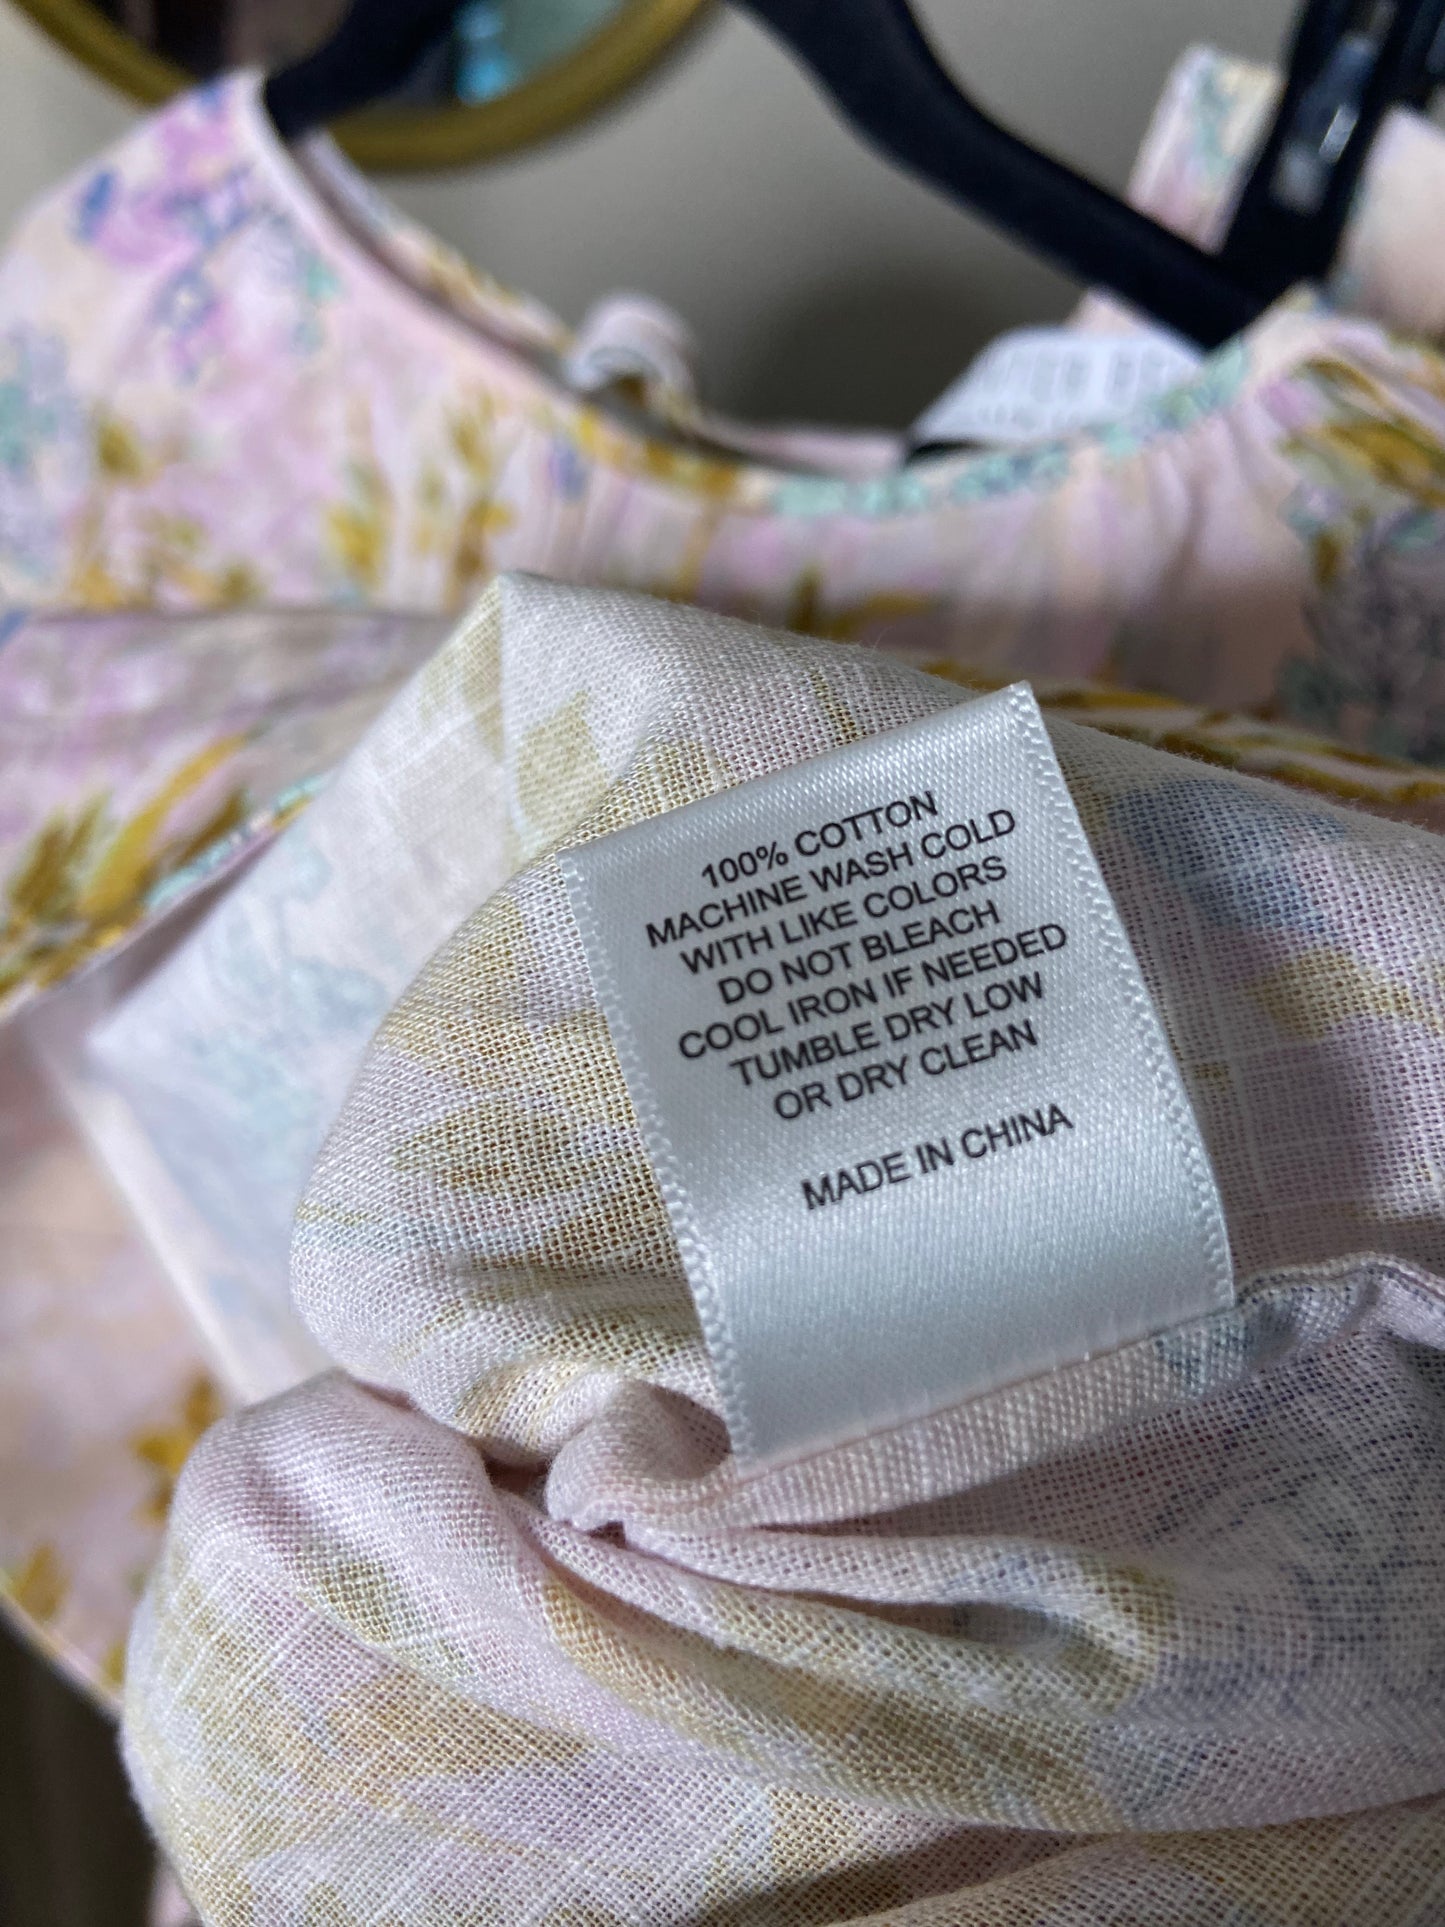 100% COTTON
MACHINE WASH COLD
WITH LIKE COLORS
DO NOT BLEACH
COOL IRON IF NEEDED
TUMBLE DRY LOW
OR DRY CLEAN
MADE IN CHINA